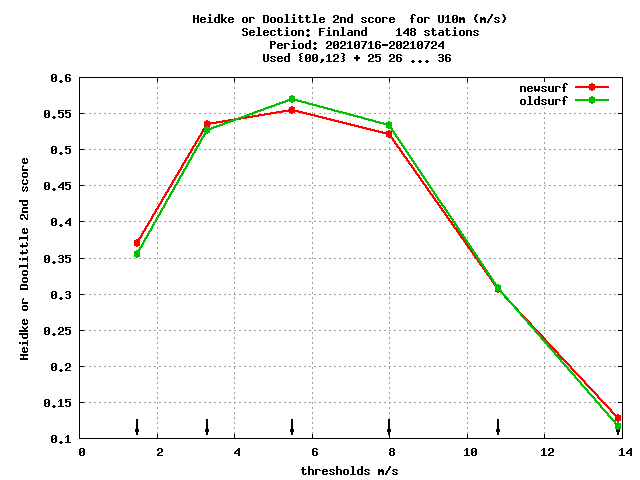 Heidke or Doolittle 2nd score  for U10m (m/s)
Selection: Finland    148 stations
Period: 20210716-20210724
Used {00,12} + 25 26 ... 36
newsurf
oldsurf
Heidke or Doolittle 2nd score
0.6
0.55
0.5
0.45
0.4
0.35
0.3
0.25
0.2
0.15
0.1
0 2 4 6 8 10 12 14
thresholds m/s